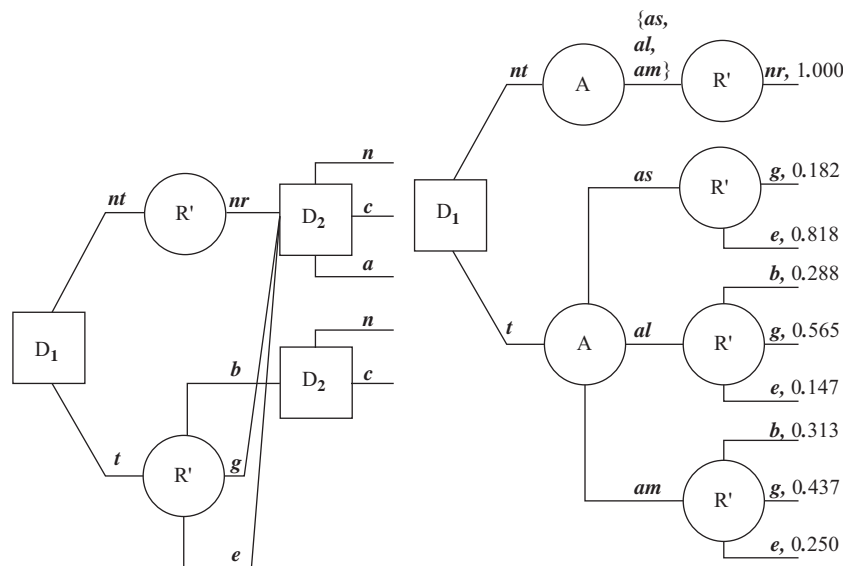 nt
R'
nr
D2
n
c
a
D1
b
D2
n
c
t
R'
g
e
D1
nt
A
{as,
al,
am}
R'
nr, 1.000
as
R'
g, 0.182
e, 0.818
t
A
al
R'
b, 0.288
g, 0.565
e, 0.147
am
R'
b, 0.313
g, 0.437
e, 0.250